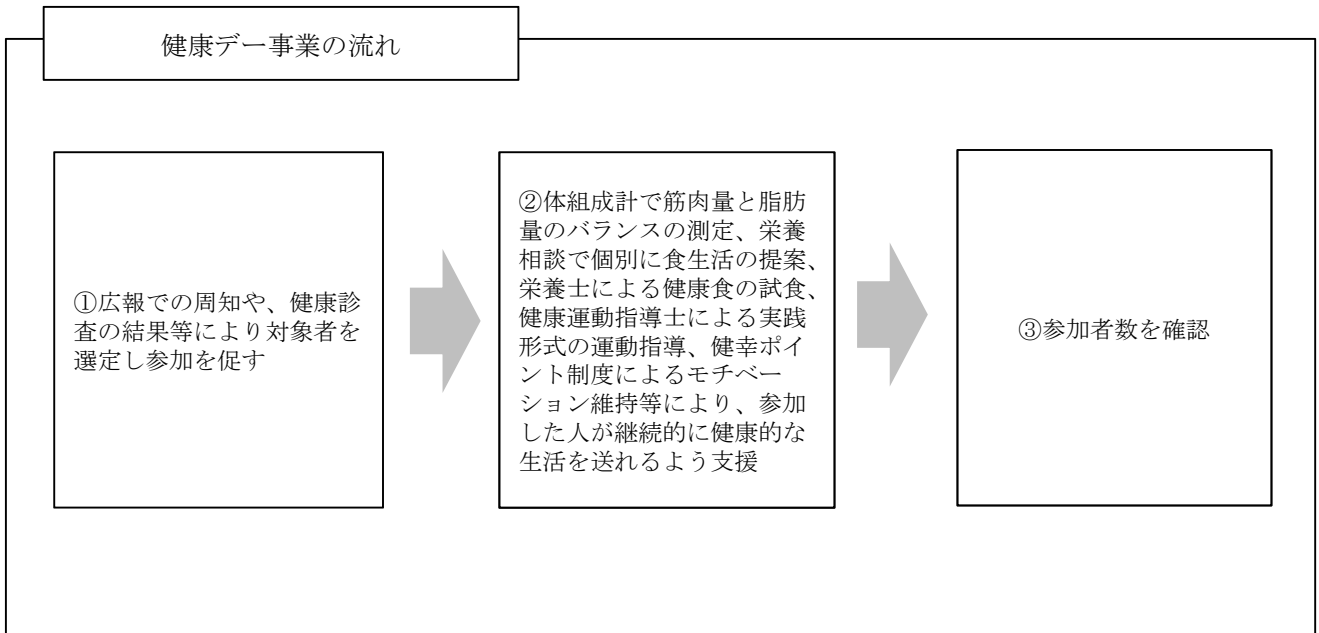 健康デー事業の流れ
①広報での周知や、健康診
査の結果等により対象者を
選定し参加を促す
②体組成計で筋肉量と脂肪
量のバランスの測定、栄養
相談で個別に食生活の提案、
栄養士による健康食の試食、
健康運動指導士による実践
形式の運動指導、健幸ポイ
ント制度によるモチベー
ション維持等により、参加
した人が継続的に健康的な
生活を送れるよう支援
③参加者数を確認